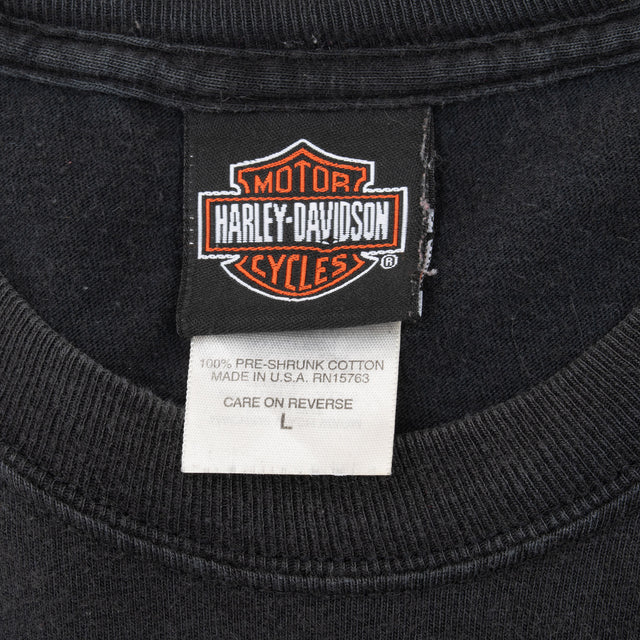 MOTOR
HARLEY-DAVIDSON
CYCLES
®
100% PRE-SHRUNK COTTON
MADE IN U.S.A. RN15763
CARE ON REVERSE
L